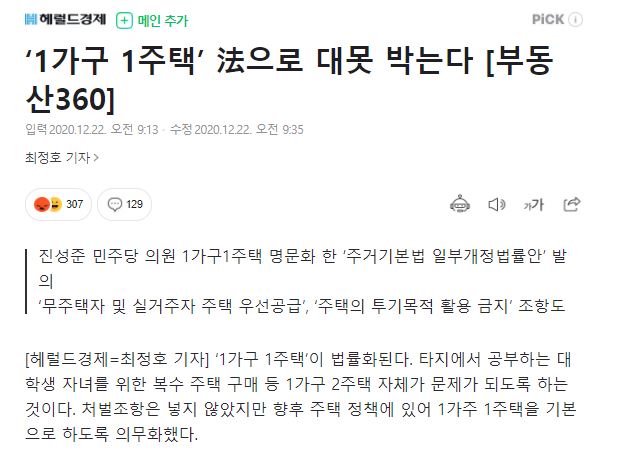 헤럴드경제 메인 추가 PiCK
‘1가구 1주택’ 法으로 대못 박는다 [부동
산360]
입력 2020.12.22. 오전 9:13 · 수정 2020.12.22. 오전 9:35
최정호 기자
307 129 가가
진성준 민주당 의원 1가구1주택 명문화 한 ‘주거기본법 일부개정법률안’ 발
의
‘무주택자 및 실거주자 주택 우선공급’, ‘주택의 투기목적 활용 금지’ 조항도
[헤럴드경제=최정호 기자] ‘1가구 1주택’이 법률화된다. 타지에서 공부하는 대
학생 자녀를 위한 복수 주택 구매 등 1가구 2주택 자체가 문제가 되도록 하는
것이다. 처벌조항은 넣지 않았지만 향후 주택 정책에 있어 1가주 1주택을 기본
으로 하도록 의무화했다.